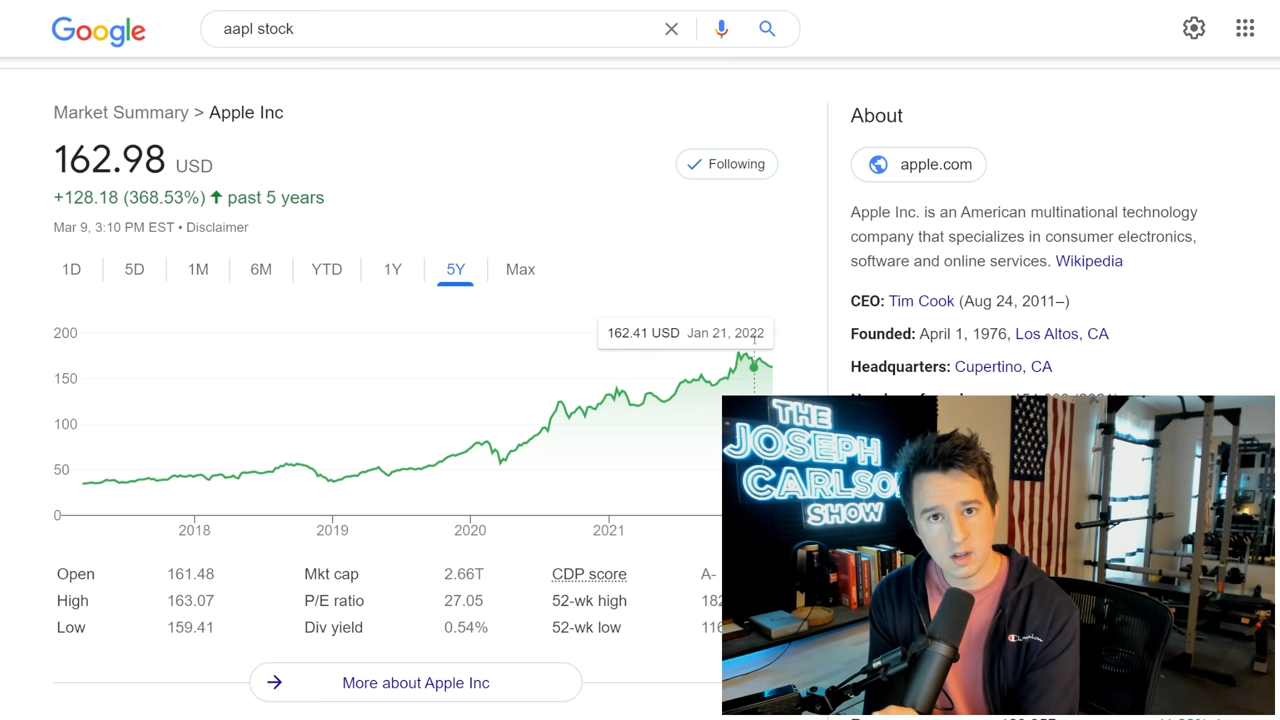 Google
aapl stock
Market Summary > Apple Inc
162.98 USD
+128.18 (368.53%) ↑ past 5 years
Mar 9, 3:10 PM EST • Disclaimer
Following
1D 5D 1M 6M YTD 1Y 5Y Max
162.41 USD Jan 21, 2022
200
150
100
50
0
2018 2019 2020 2021
Open 161.48 Mkt cap 2.66T CDP score A-
High 163.07 P/E ratio 27.05 52-wk high 182
Low 159.41 Div yield 0.54% 52-wk low 116
More about Apple Inc
About
apple.com
Apple Inc. is an American multinational technology
company that specializes in consumer electronics,
software and online services. Wikipedia
CEO: Tim Cook (Aug 24, 2011–)
Founded: April 1, 1976, Los Altos, CA
Headquarters: Cupertino, CA
THE
JOSEPH
CARLSO
SHOW
Champion